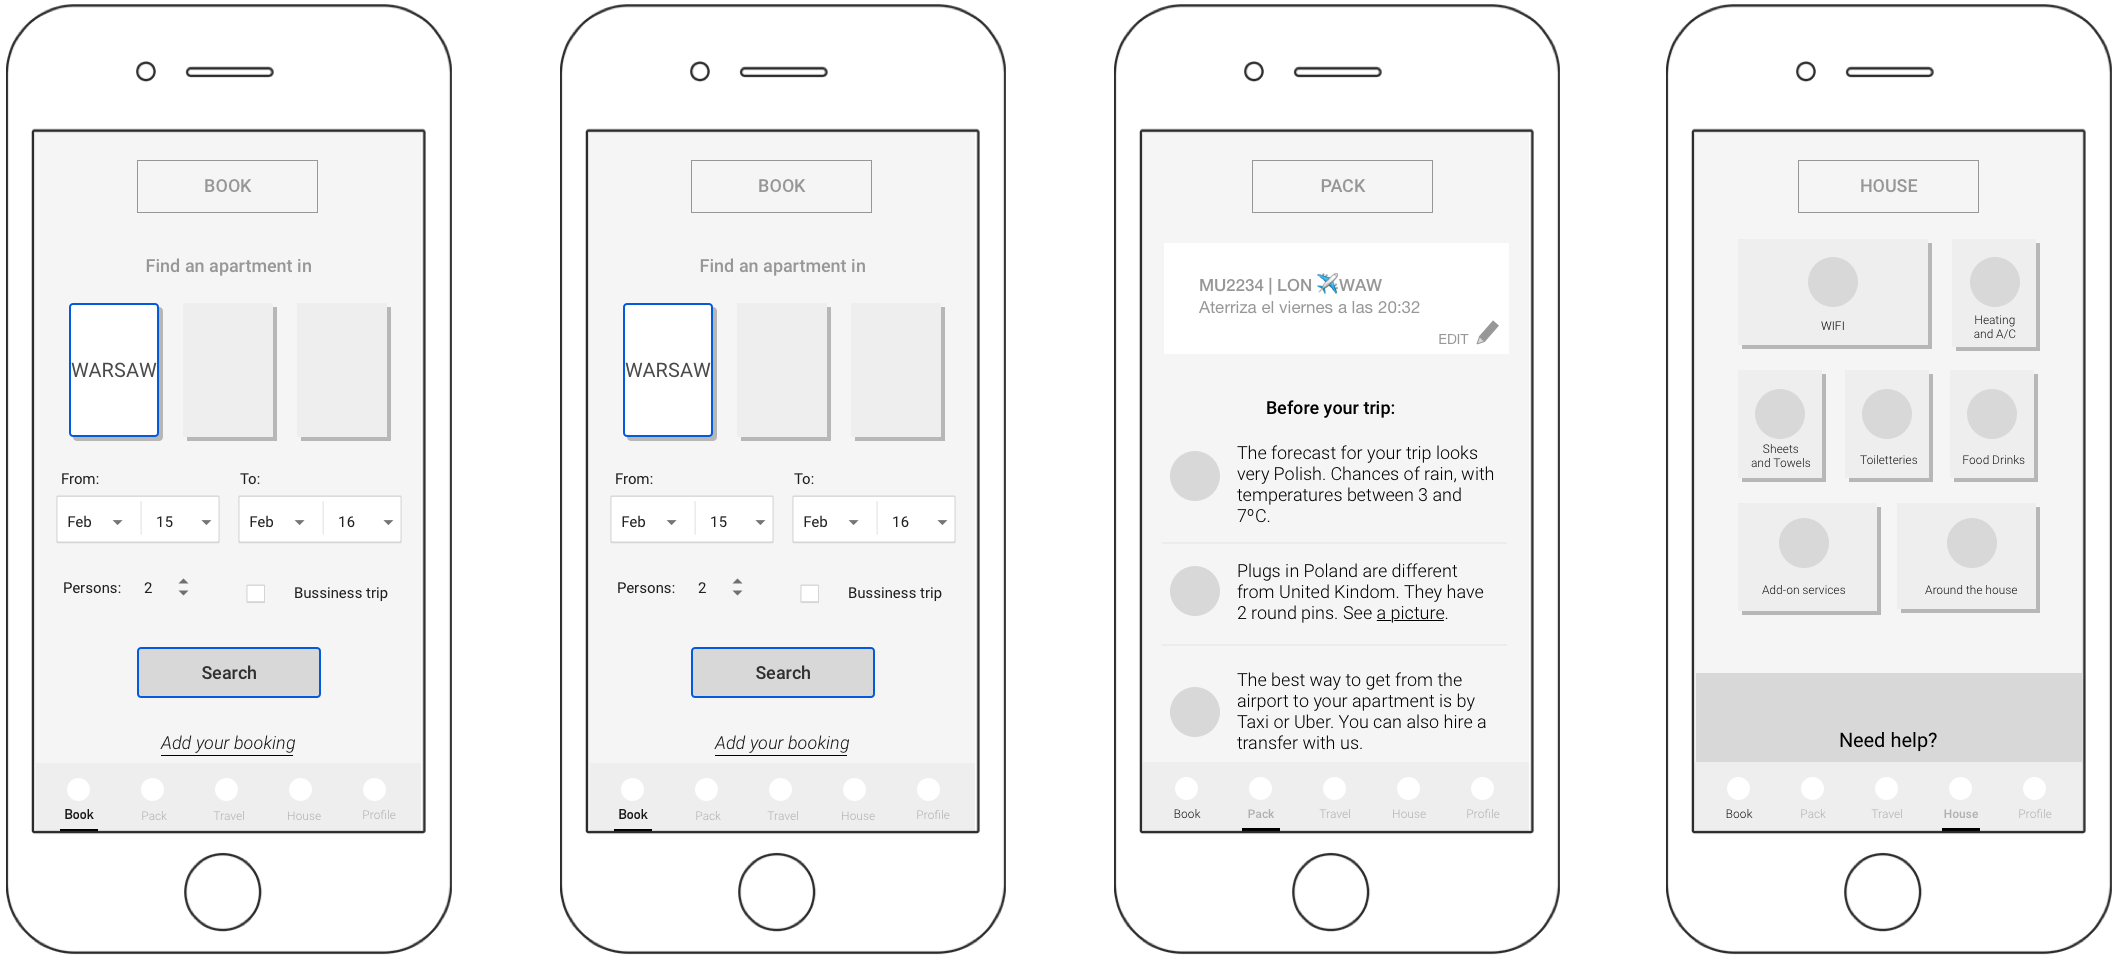 BOOK
Find an apartment in
WARSAW
From: To:
Feb 15 Feb 16
Persons: 2 Bussiness trip
Search
Add your booking
Book Pack Travel House Profile
BOOK
Find an apartment in
WARSAW
From: To:
Feb 15 Feb 16
Persons: 2 Bussiness trip
Search
Add your booking
Book Pack Travel House Profile
PACK
MU2234 | LON ✈️WAW
Aterriza el viernes a las 20:32
EDIT
Before your trip:
The forecast for your trip looks
very Polish. Chances of rain, with
temperatures between 3 and
7ºC.
Plugs in Poland are different
from United Kindom. They have
2 round pins. See a picture.
The best way to get from the
airport to your apartment is by
Taxi or Uber. You can also hire a
transfer with us.
Book Pack Travel House Profile
HOUSE
WIFI
Heating
and A/C
Sheets
and Towels
Toiletteries
Food Drinks
Add-on services
Around the house
Need help?
Book Pack Travel House Profile